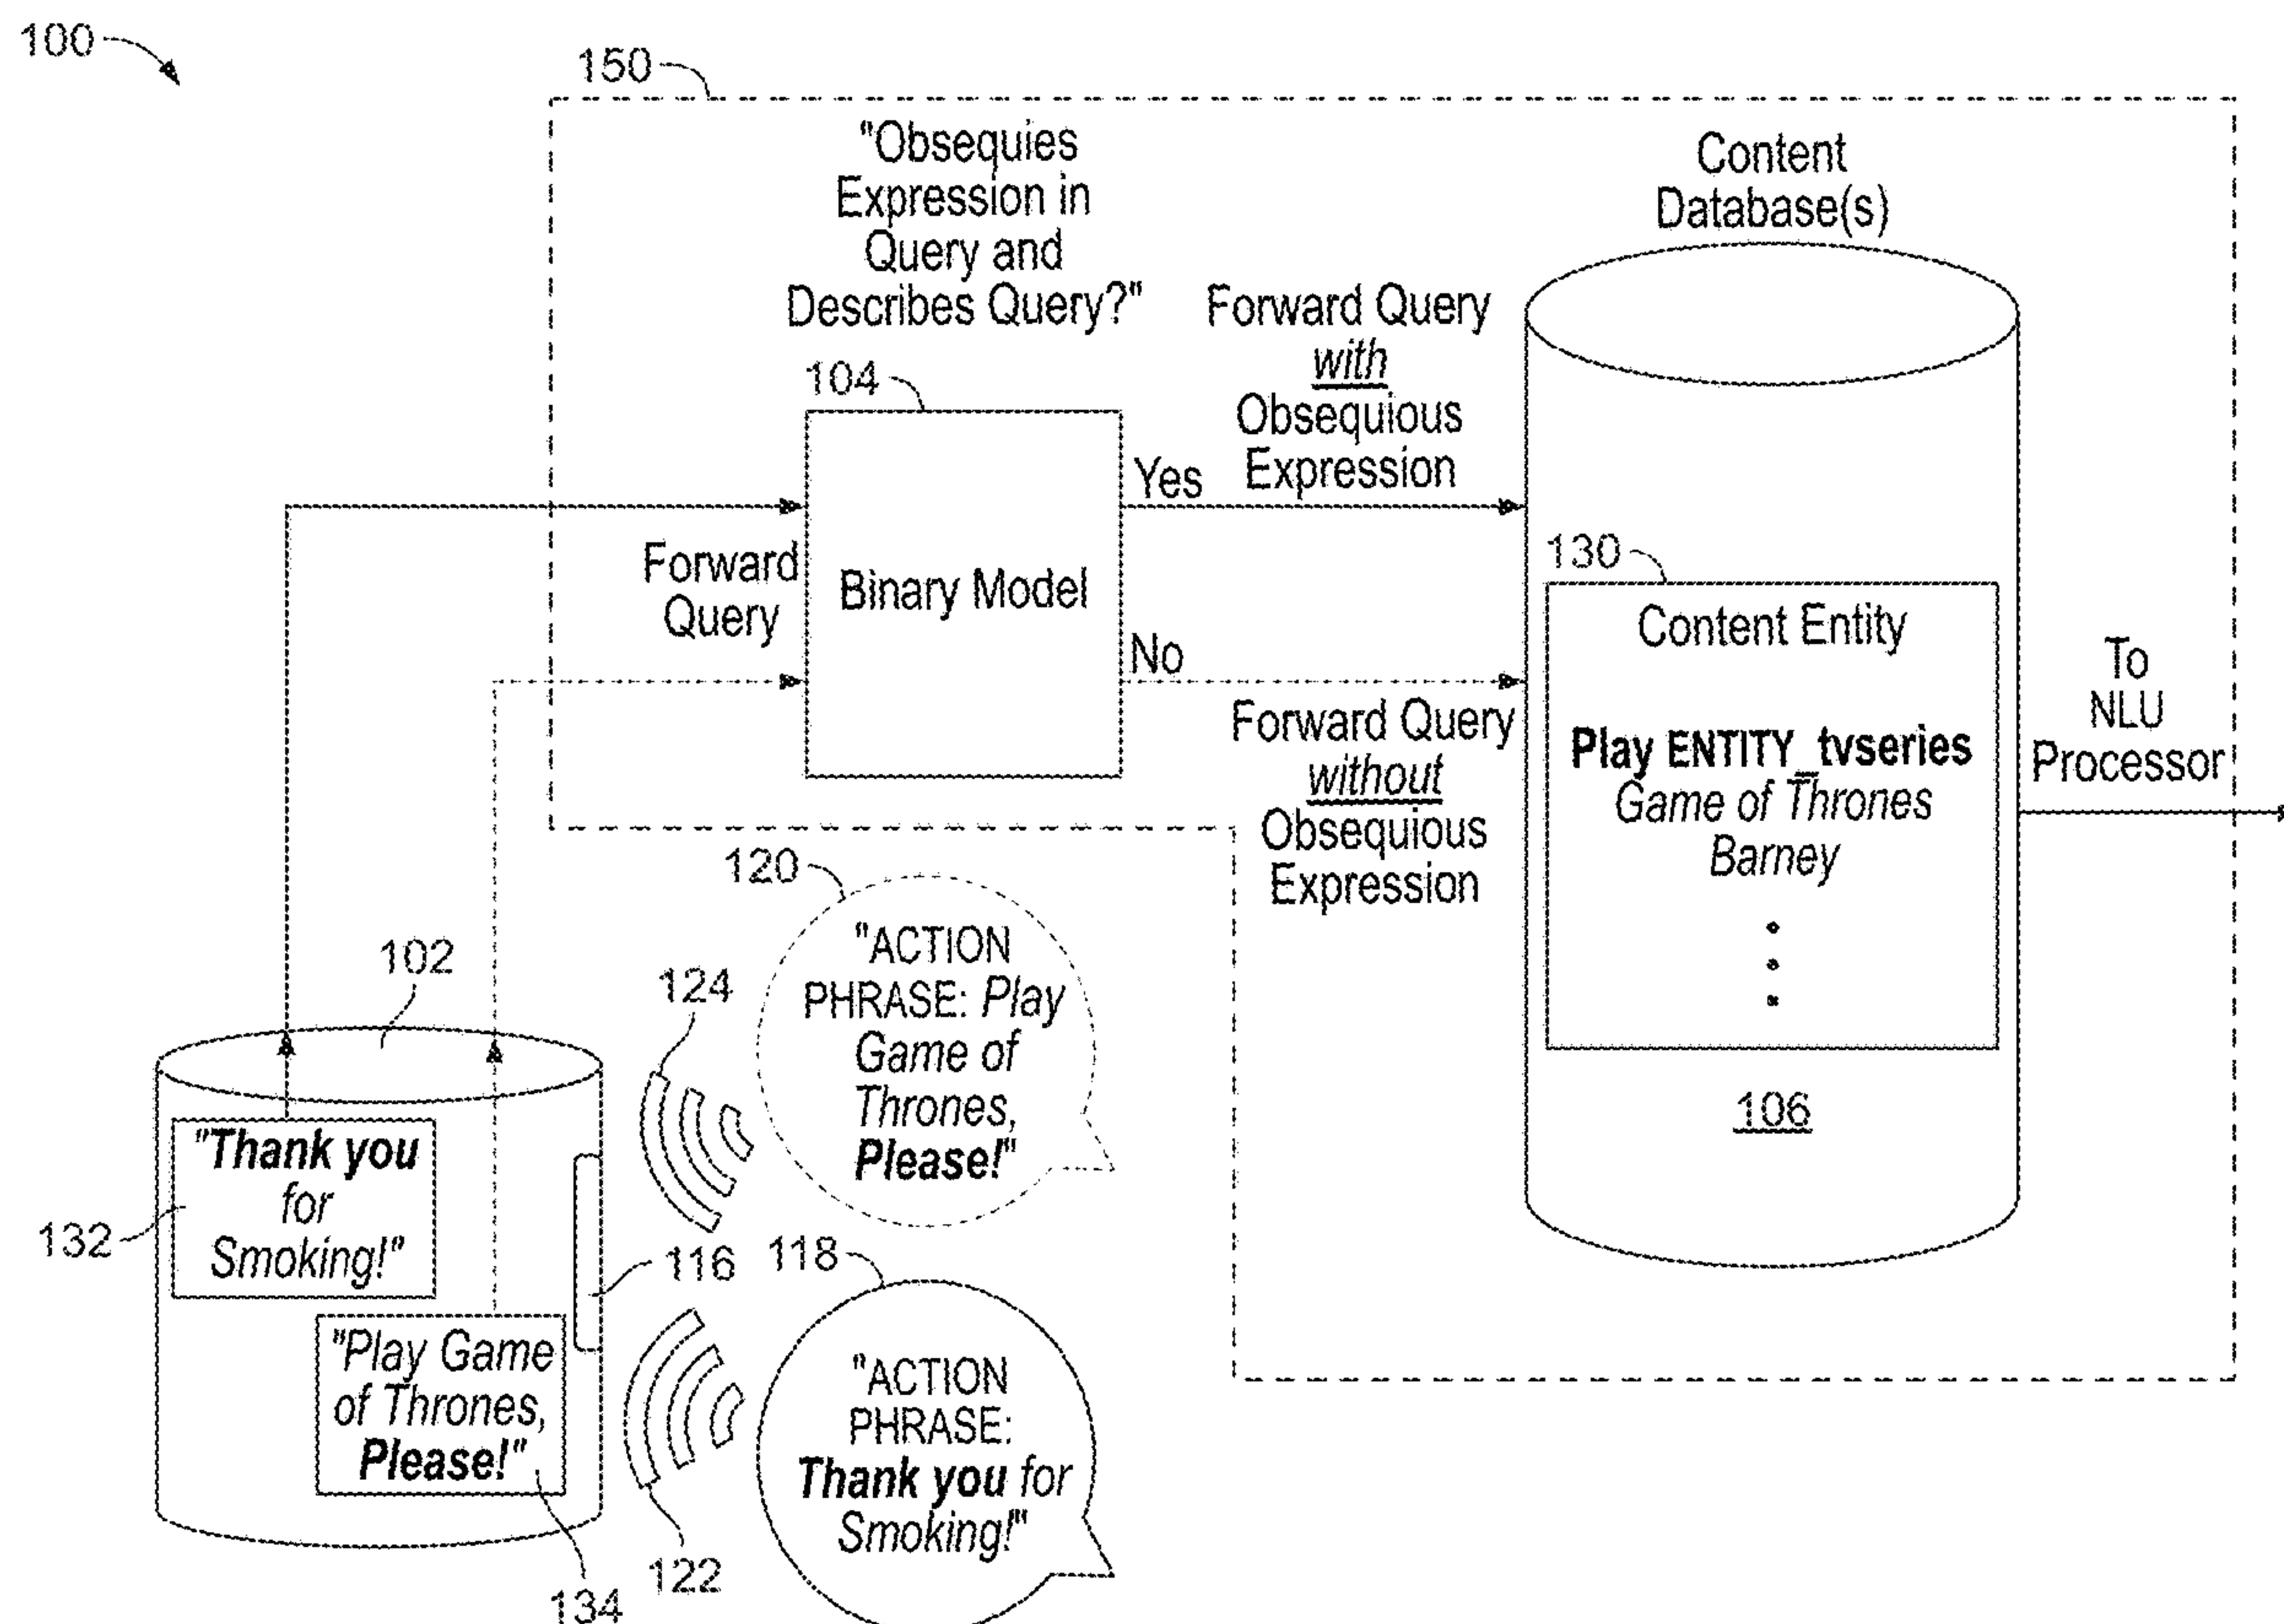 100
150
"Obsequies
Expression in
Query and
Describes Query?"
Content
Database(s)
Forward Query
with
Obsequious
Expression
104
Yes
Forward
Query
Binary Model
No
Forward Query
without
Obsequious
Expression
130
Content Entity
Play ENTITY_tvseries
Game of Thrones
Barney
106
To
NLU
Processor
120
"ACTION
PHRASE: Play
Game of
Thrones,
Please!"
102
124
"Thank you
for
Smoking!"
132
116
118
"Play Game
of Thrones,
Please!"
"ACTION
PHRASE:
Thank you for
Smoking!"
122
134